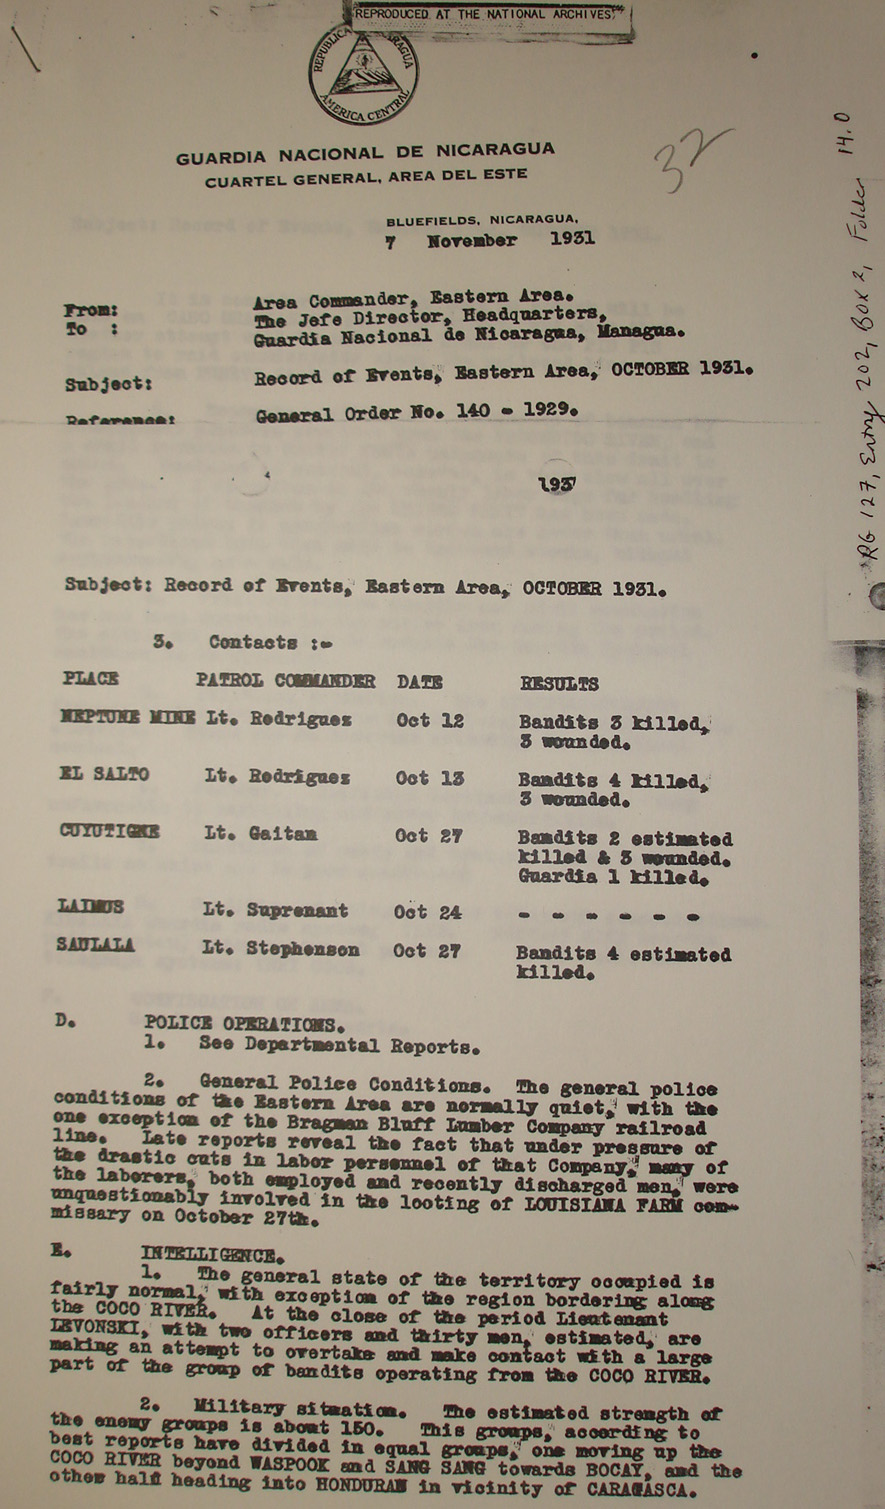 REPRODUCED AT THE NATIONAL ARCHIVES
REPUBLICA NICARAGUA
AMERICA CENTRAL
GUARDIA NACIONAL DE NICARAGUA
CUARTEL GENERAL, AREA DEL ESTE
32
BLUEFIELDS, NICARAGUA,
7 November 1931
From: Area Commander, Eastern Area.
To : The Jefe Director, Headquarters,
Guardia Nacional de Nicaragua, Managua.
Subject: Record of Events, Eastern Area, OCTOBER 1931.
Reference: General Order No. 140 - 1929.
193
Subject: Record of Events, Eastern Area, OCTOBER 1931.
3. Contacts :-
PLACE PATROL COMMANDER DATE RESULTS
NEPTUNE MINE Lt. Rodriguez Oct 12 Bandits 3 killed,
3 wounded.
EL SALTO Lt. Rodriguez Oct 13 Bandits 4 killed,
3 wounded.
CUYUTIGNE Lt. Gaitan Oct 27 Bandits 2 estimated
killed & 3 wounded.
Guardia 1 killed.
LAIMUS Lt. Suprenant Oct 24 - - - - - -
SAULALA Lt. Stephenson Oct 27 Bandits 4 estimated
killed.
D. POLICE OPERATIONS.
1. See Departmental Reports.
2. General Police Conditions. The general police
conditions of the Eastern Area are normally quiet, with the
one exception of the Bragman Bluff Lumber Company railroad
line. Late reports reveal the fact that under pressure of
the drastic cuts in labor personnel of that Company, many of
the laborers, both employed and recently discharged men, were
unquestionably involved in the looting of LOUISIANA FARM com-
missary on October 27th.
E. INTELLIGENCE.
1. The general state of the territory occupied is
fairly normal, with exception of the region bordering along
the COCO RIVER. At the close of the period Lieutenant
LEVONSKI, with two officers and thirty men, estimated, are
making an attempt to overtake and make contact with a large
part of the group of bandits operating from the COCO RIVER.
2. Military situation. The estimated strength of
the enemy groups is about 150. This groups, according to
best reports have divided in equal groups, one moving up the
COCO RIVER beyond WASPOOK and SANG SANG towards BOCAY, and the
other half heading into HONDURAS in vicinity of CARATASCA.
RG 127, Entry 202, Box 2, Folder 14.0